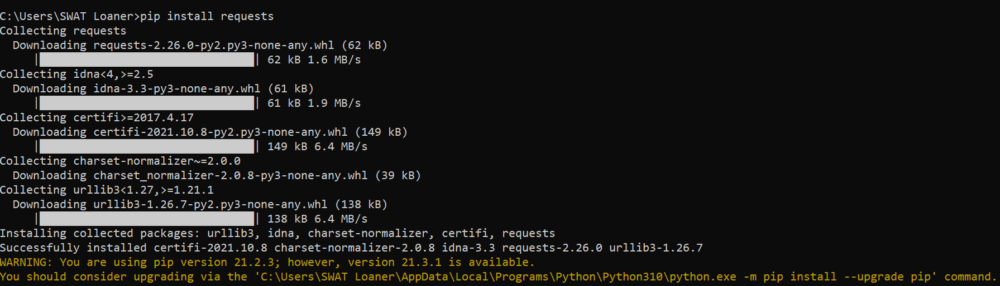 C:\Users\SWAT Loaner>pip install requests
Collecting requests
  Downloading requests-2.26.0-py2.py3-none-any.whl (62 kB)
     |████████████████████████████████| 62 kB 1.6 MB/s
Collecting idna<4,>=2.5
  Downloading idna-3.3-py3-none-any.whl (61 kB)
     |████████████████████████████████| 61 kB 1.9 MB/s
Collecting certifi>=2017.4.17
  Downloading certifi-2021.10.8-py2.py3-none-any.whl (149 kB)
     |████████████████████████████████| 149 kB 6.4 MB/s
Collecting charset-normalizer~=2.0.0
  Downloading charset_normalizer-2.0.8-py3-none-any.whl (39 kB)
Collecting urllib3<1.27,>=1.21.1
  Downloading urllib3-1.26.7-py2.py3-none-any.whl (138 kB)
     |████████████████████████████████| 138 kB 6.4 MB/s
Installing collected packages: urllib3, idna, charset-normalizer, certifi, requests
Successfully installed certifi-2021.10.8 charset-normalizer-2.0.8 idna-3.3 requests-2.26.0 urllib3-1.26.7
WARNING: You are using pip version 21.2.3; however, version 21.3.1 is available.
You should consider upgrading via the 'C:\Users\SWAT Loaner\AppData\Local\Programs\Python\Python310\python.exe -m pip install --upgrade pip' command.